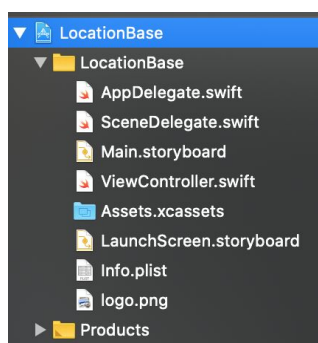 LocationBase
LocationBase
AppDelegate.swift
SceneDelegate.swift
Main.storyboard
ViewController.swift
Assets.xcassets
LaunchScreen.storyboard
Info.plist
logo.png
Products